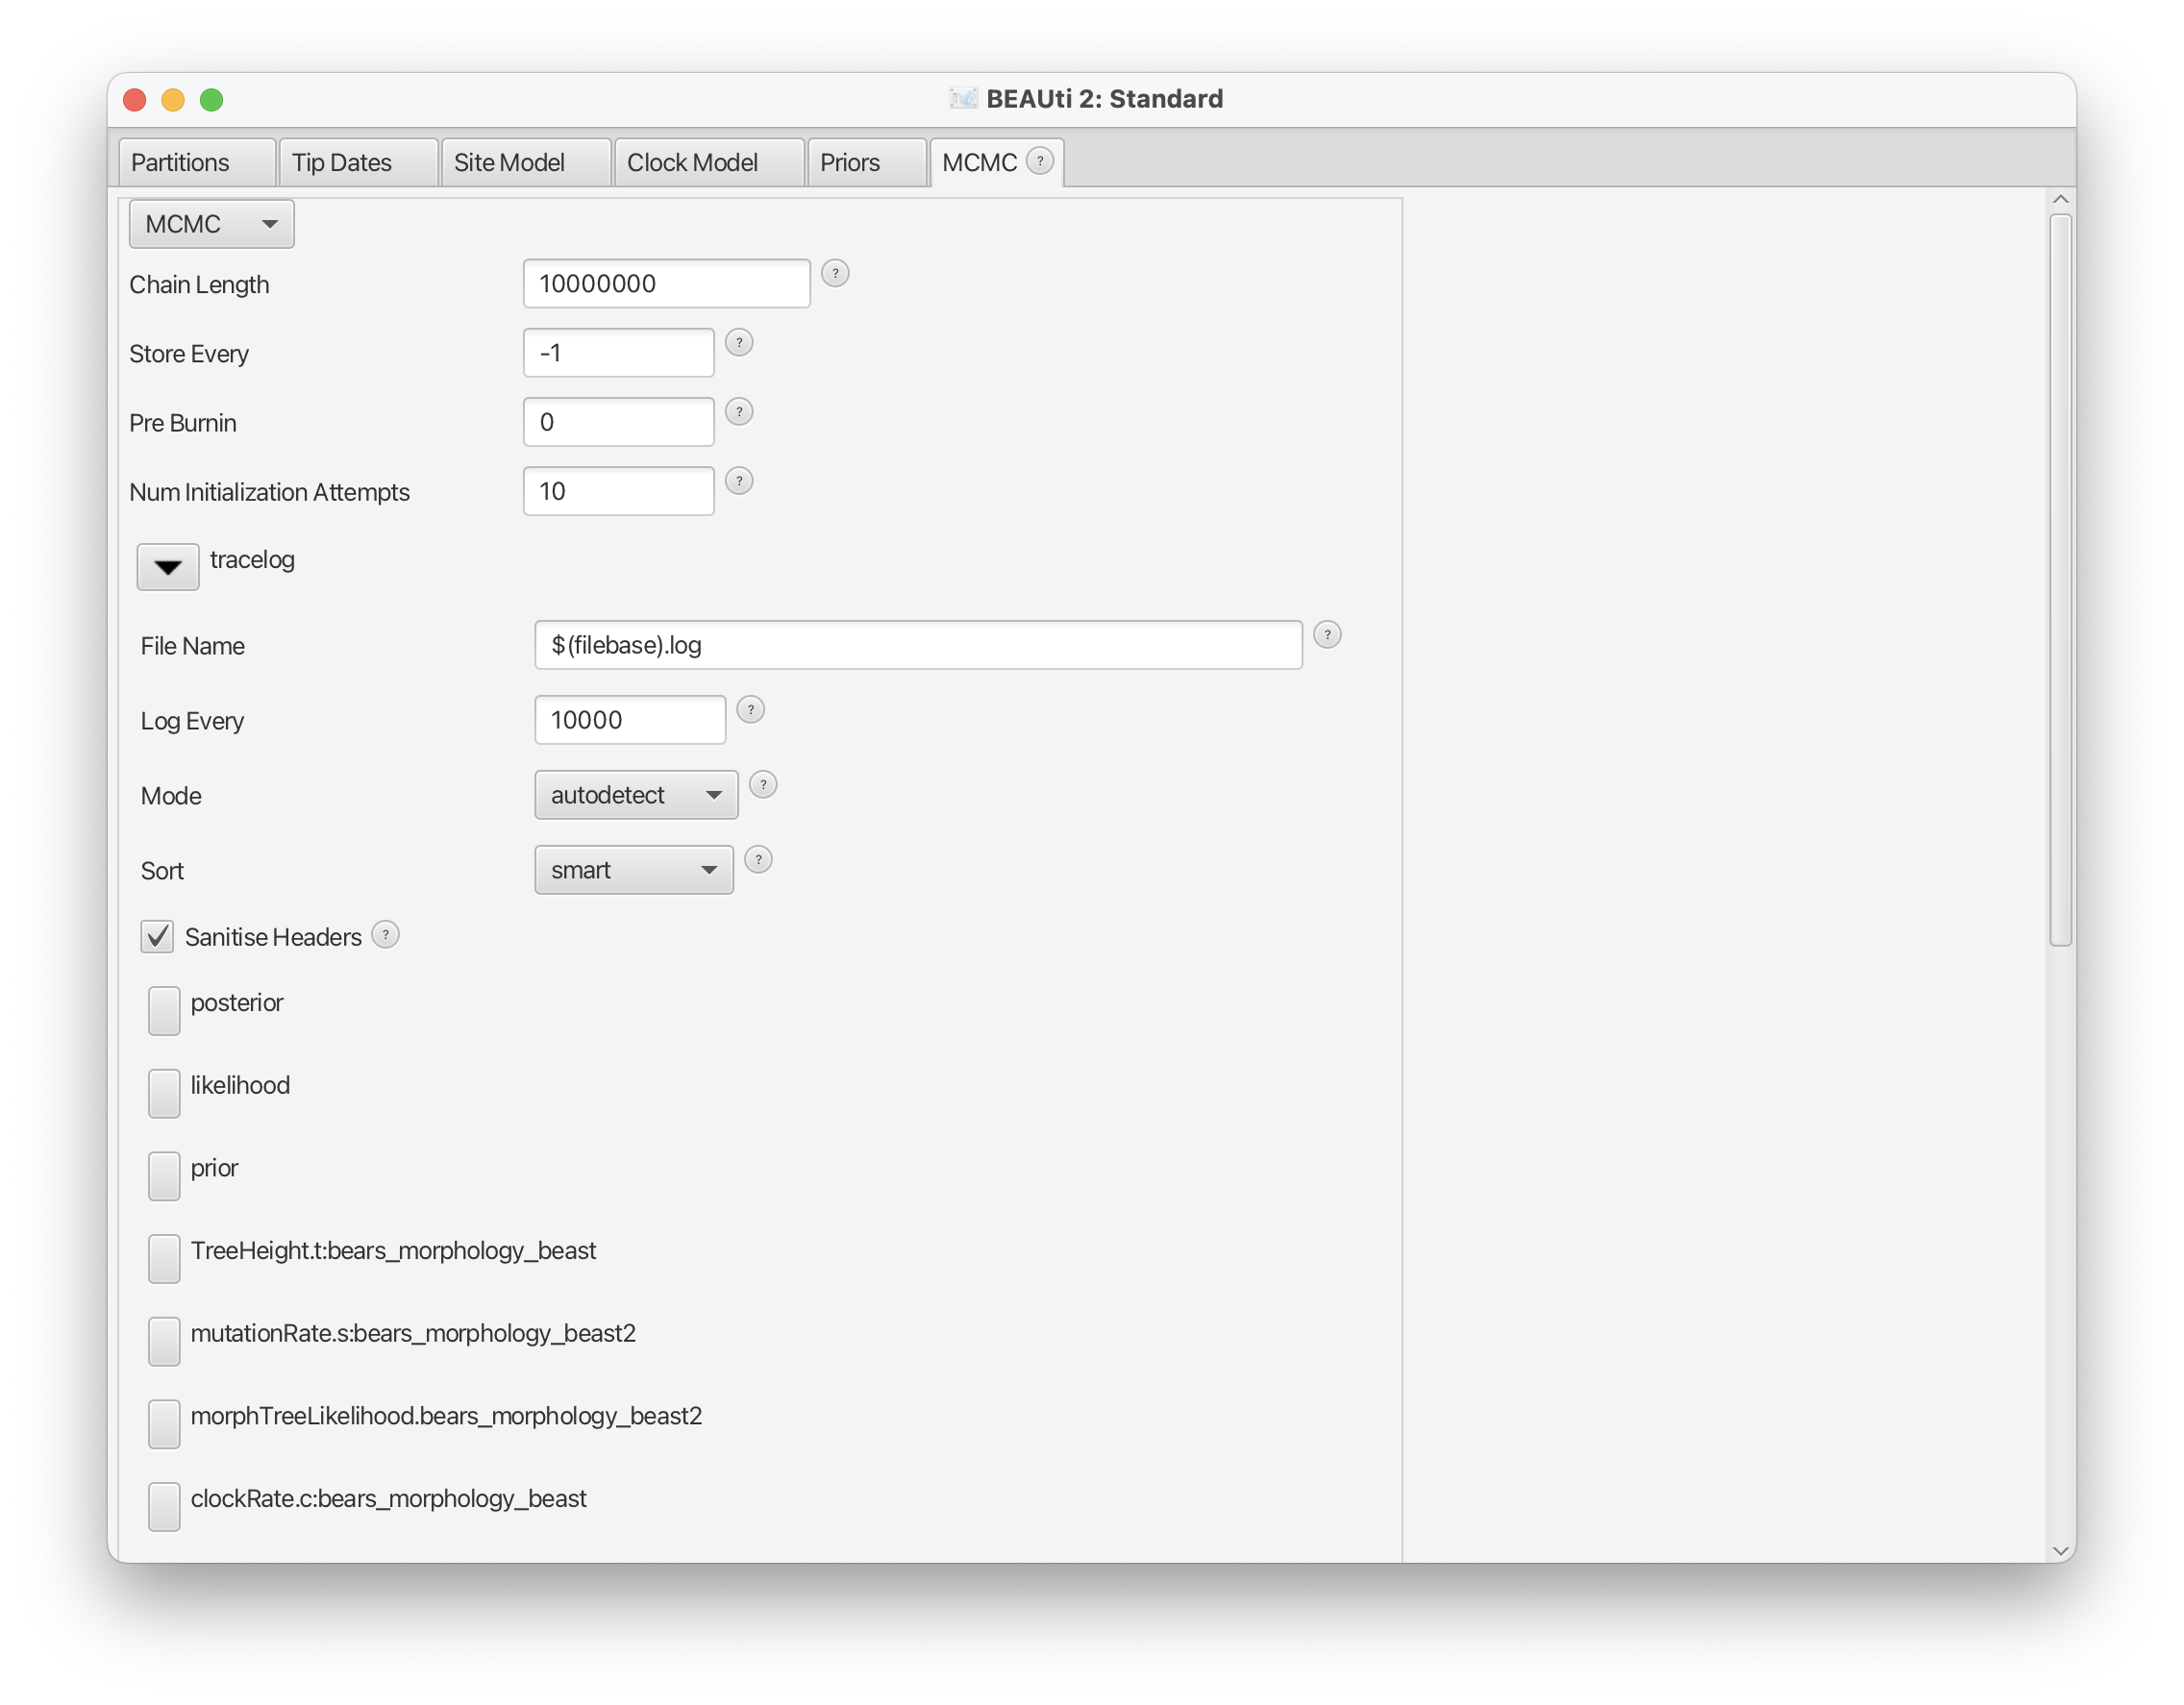 BEAUti 2: Standard
Partitions Tip Dates Site Model Clock Model Priors MCMC ?
MCMC
Chain Length 10000000 ?
Store Every -1 ?
Pre Burnin 0 ?
Num Initialization Attempts 10 ?
tracelog
File Name $(filebase).log ?
Log Every 10000 ?
Mode autodetect ?
Sort smart ?
Sanitise Headers ?
posterior
likelihood
prior
TreeHeight.t:bears_morphology_beast
mutationRate.s:bears_morphology_beast2
morphTreeLikelihood.bears_morphology_beast2
clockRate.c:bears_morphology_beast